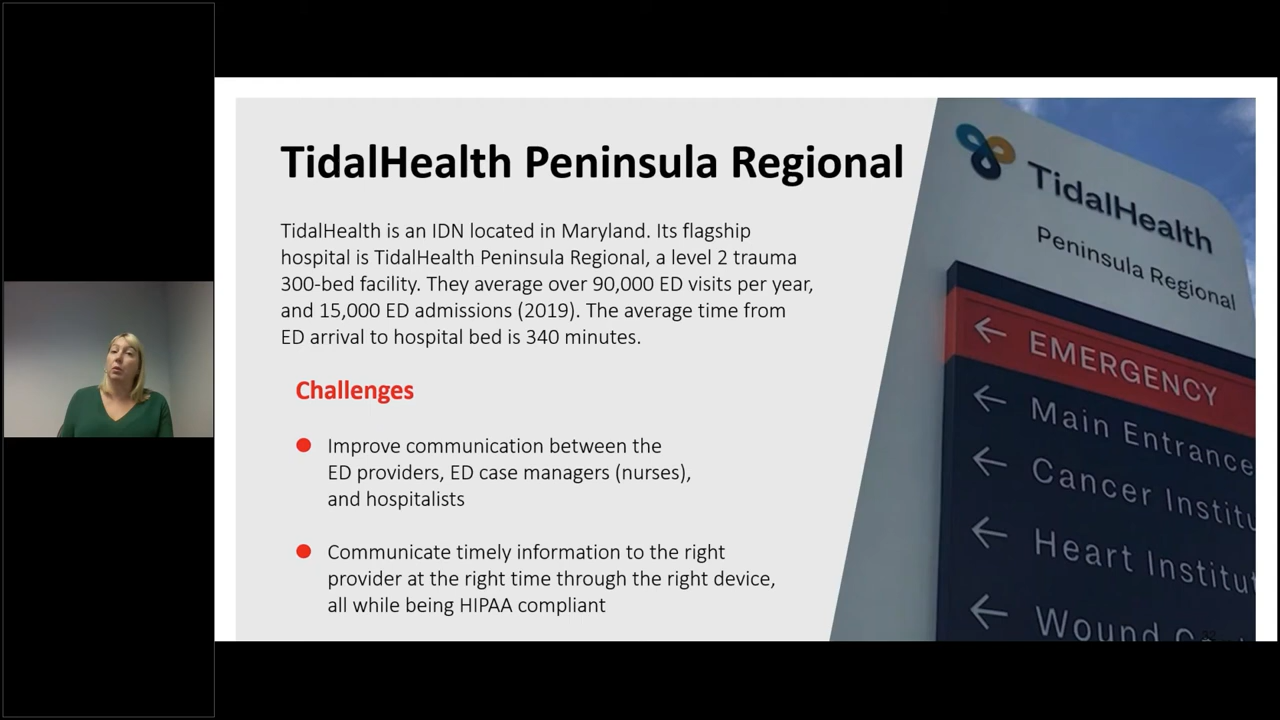 TidalHealth Peninsula Regional
TidalHealth is an IDN located in Maryland. Its flagship
hospital is TidalHealth Peninsula Regional, a level 2 trauma
300-bed facility. They average over 90,000 ED visits per year,
and 15,000 ED admissions (2019). The average time from
ED arrival to hospital bed is 340 minutes.
Challenges
Improve communication between the
ED providers, ED case managers (nurses),
and hospitalists
Communicate timely information to the right
provider at the right time through the right device,
all while being HIPAA compliant
TidalHealth
Peninsula Regional
← EMERGENCY
← Main Entrance
← Cancer Institu
← Heart Institut
← Wound